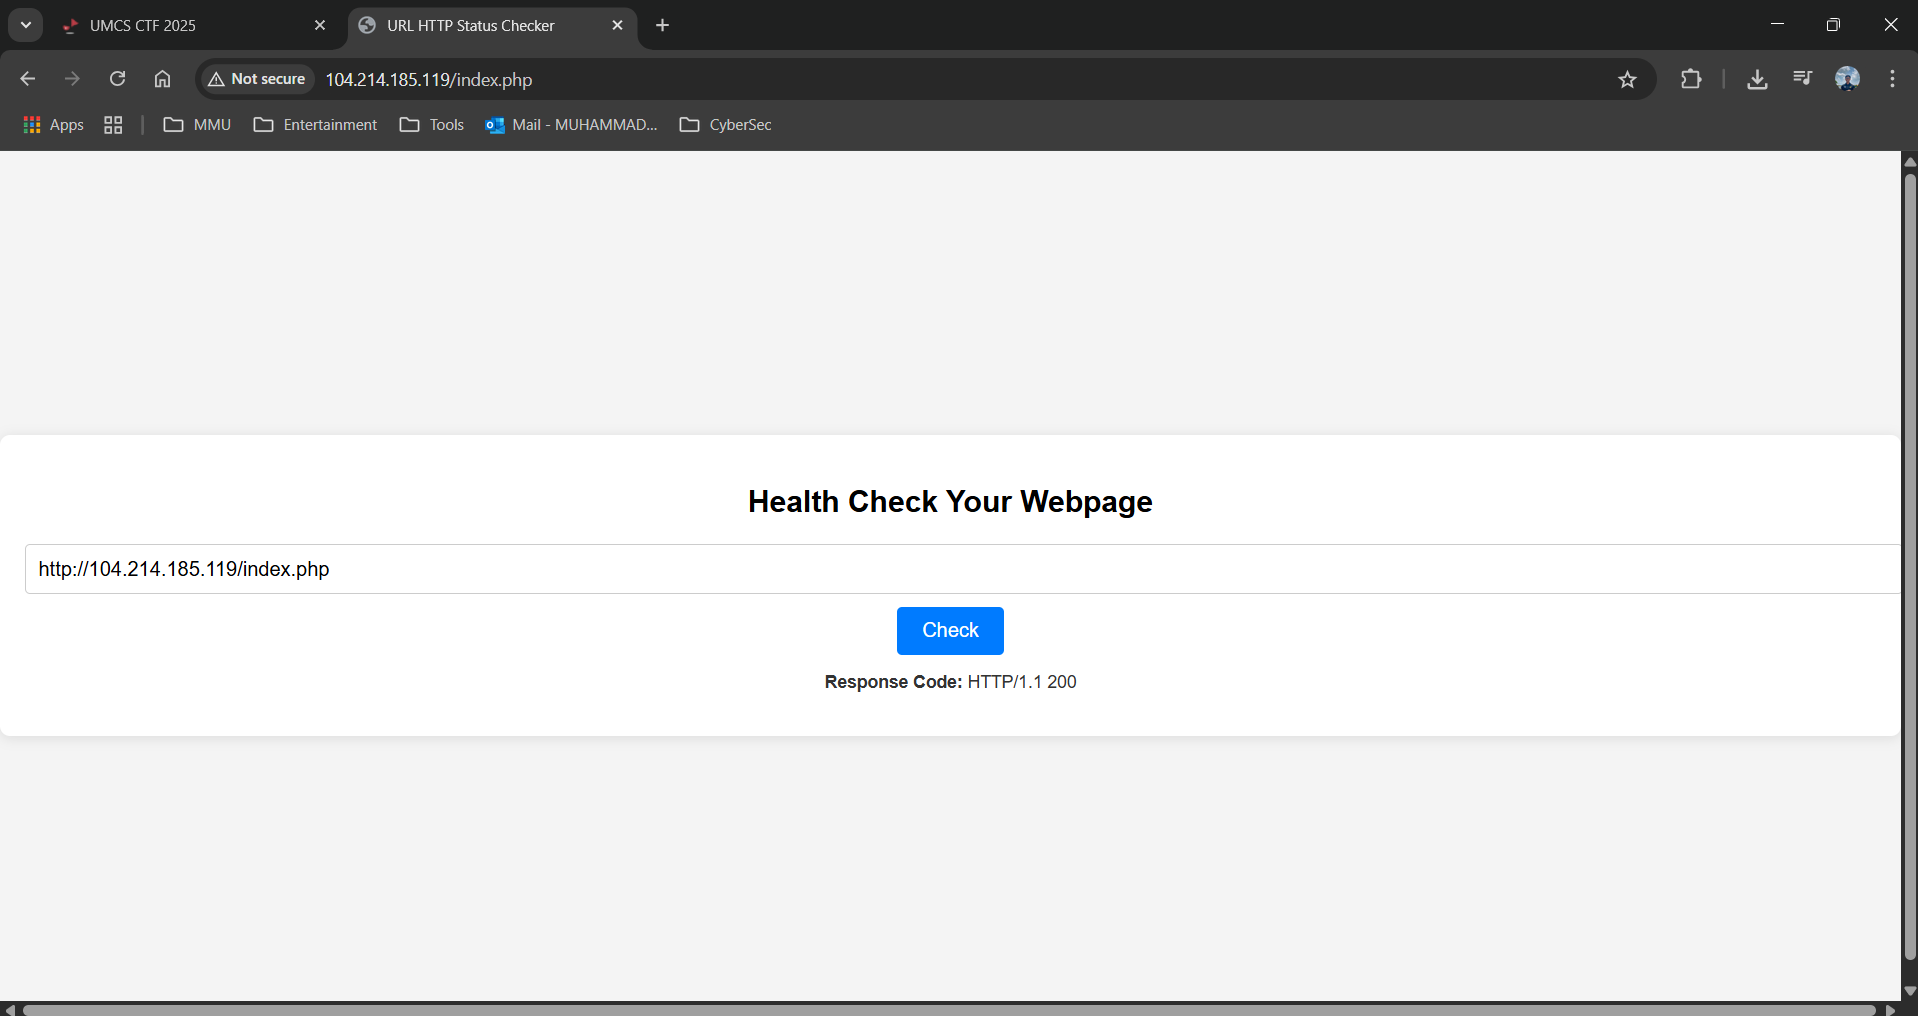 UMCS CTF 2025
URL HTTP Status Checker
Not secure
104.214.185.119/index.php
Apps
MMU
Entertainment
Tools
Mail - MUHAMMAD...
CyberSec
Health Check Your Webpage
http://104.214.185.119/index.php
Check
Response Code: HTTP/1.1 200